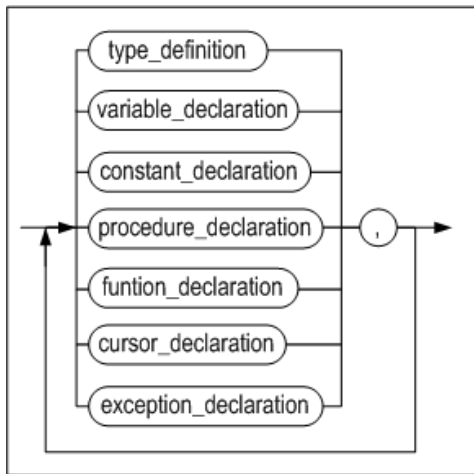 type_definition
variable_declaration
constant_declaration
procedure_declaration
,
funtion_declaration
cursor_declaration
exception_declaration